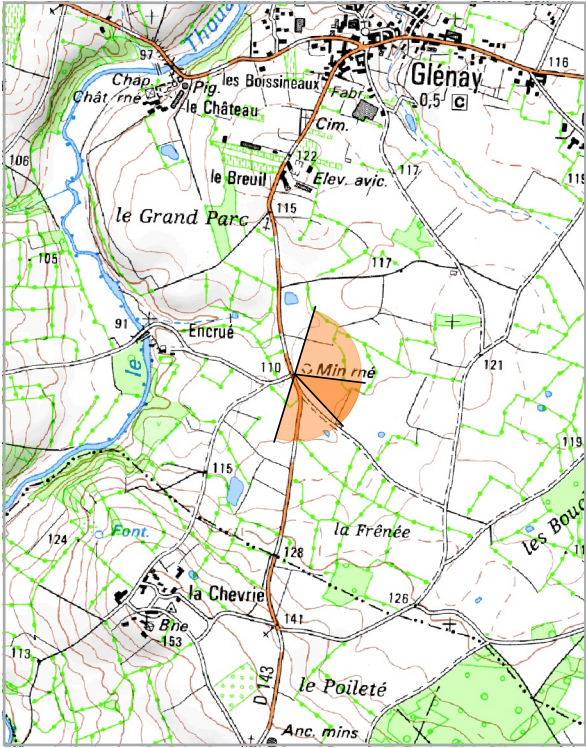 Thoua
97
Chap.
Pig.
Chât rné
le Château
les Boissineaux
Glénay
116
Fabr.
0,5 C
Cim.
106
122
117
le Breuil
Elev. avic.
115
le Grand Parc
105
117
91
Encrué
le
121
110
Min rné
115
119
124
Font.
la Frênée
les Bouc
128
la Chevrie
126
141
Bne
153
113
D 143
le Poileté
Anc. mins